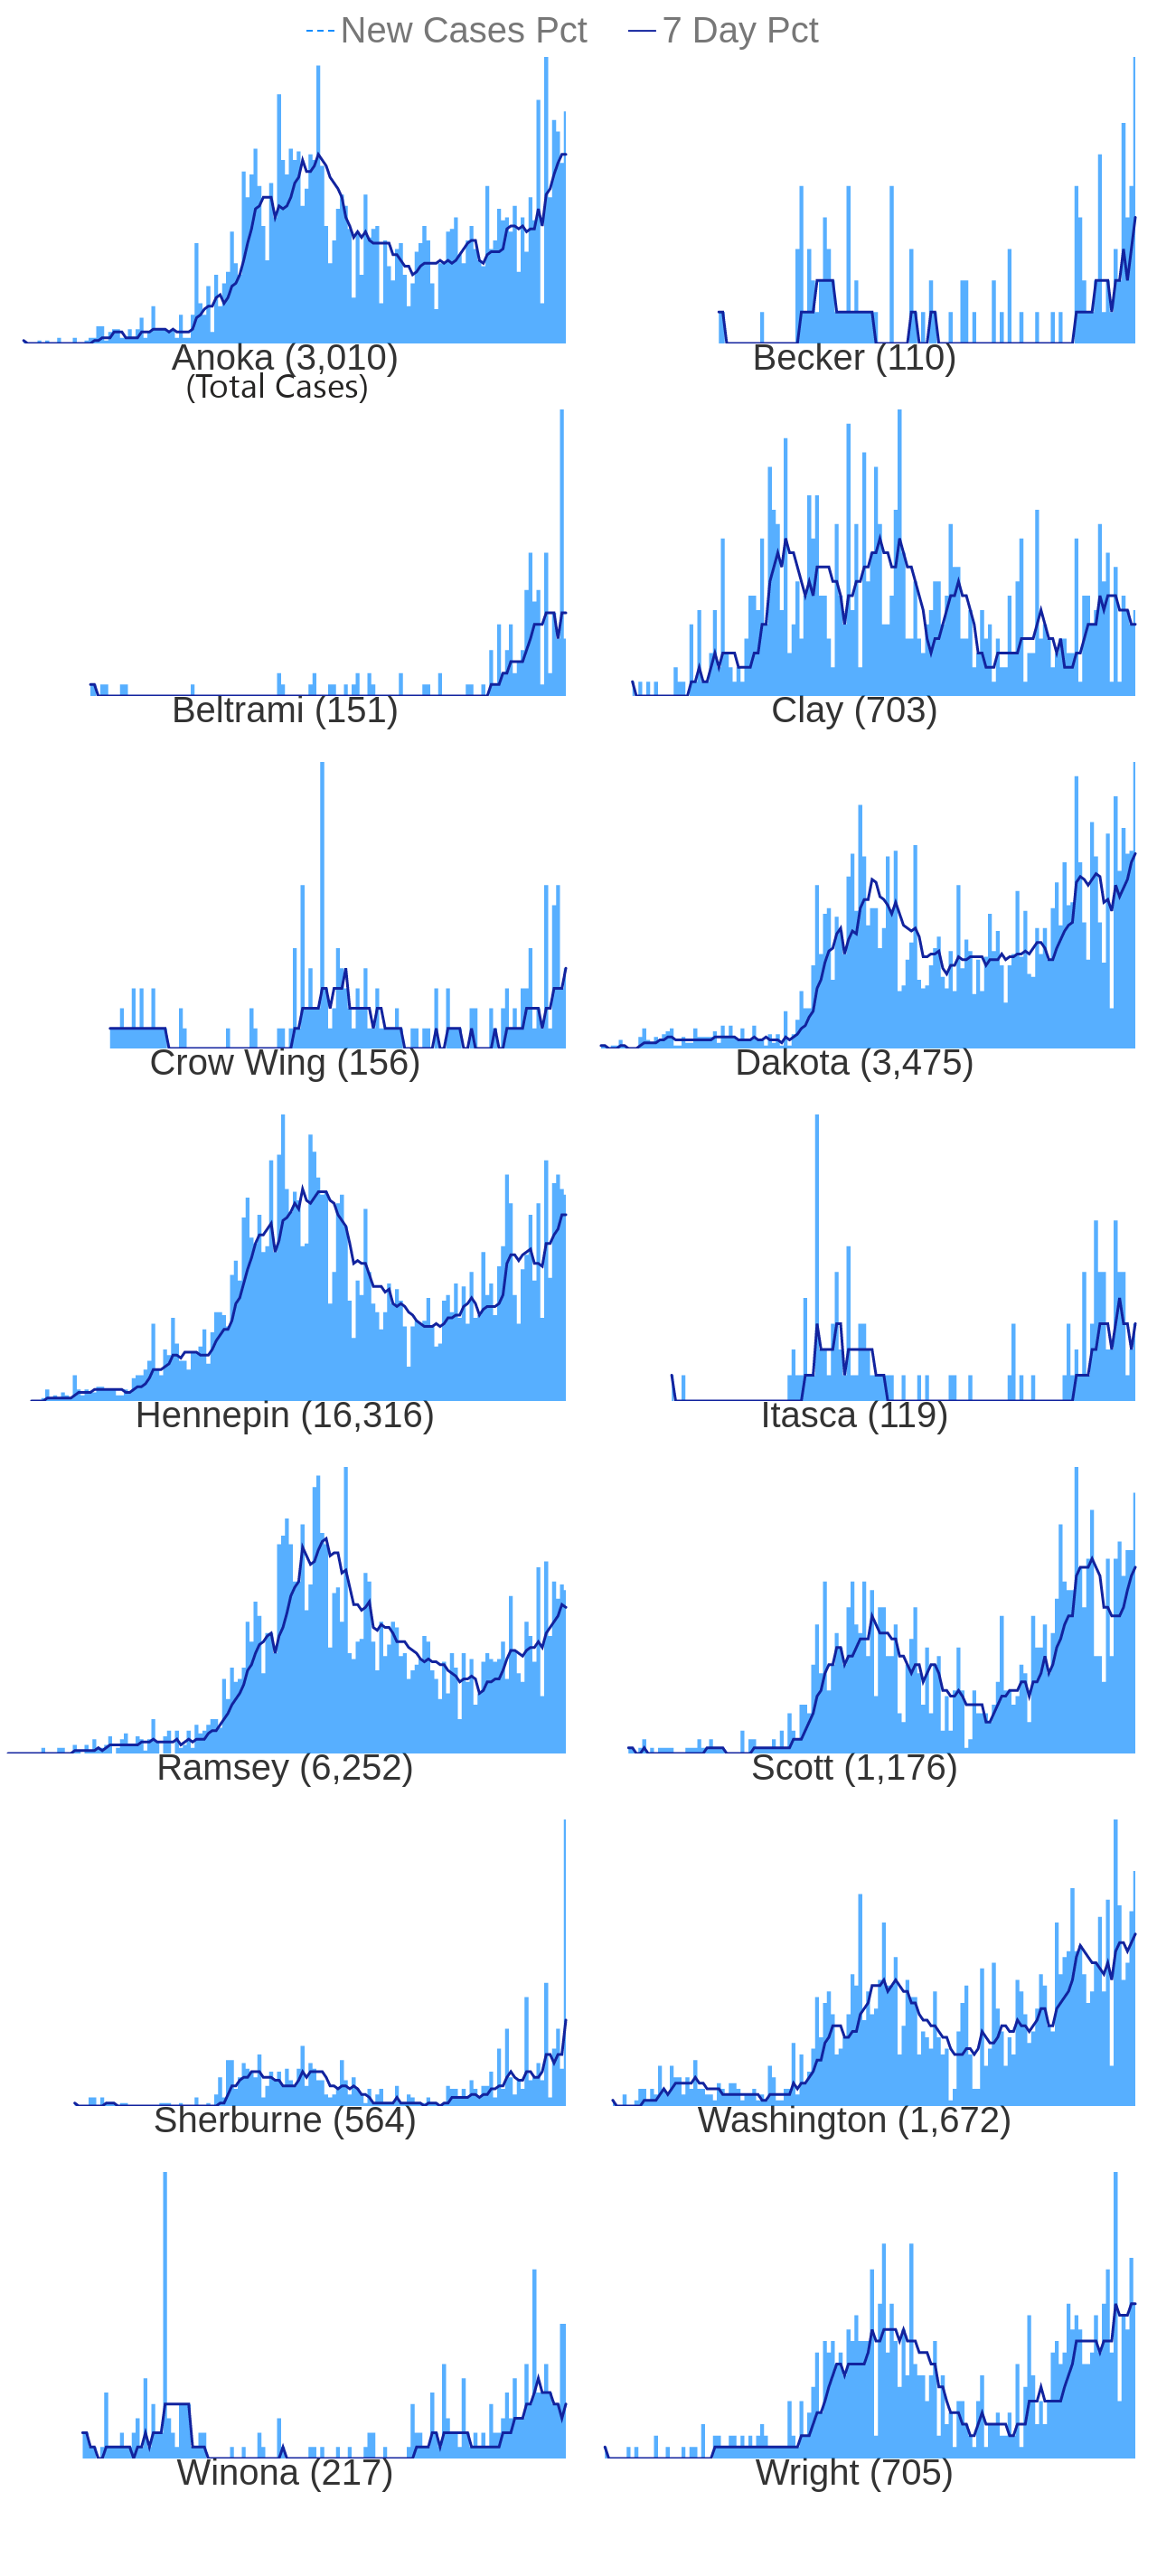 New Cases Pct 7 Day Pct
Anoka (3,010) Becker (110)
(Total Cases)
Beltrami (151) Clay (703)
Crow Wing (156) Dakota (3,475)
Hennepin (16,316) Itasca (119)
Ramsey (6,252) Scott (1,176)
Sherburne (564) Washington (1,672)
Winona (217) Wright (705)